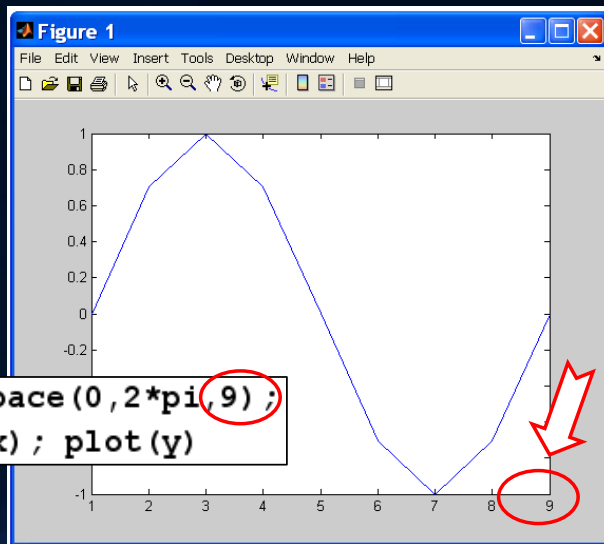 Figure 1
File Edit View Insert Tools Desktop Window Help
1
0.8
0.6
0.4
0.2
0
-0.2
pace(0,2*pi,9);
x); plot(y)
-1
1 2 3 4 5 6 7 8 9